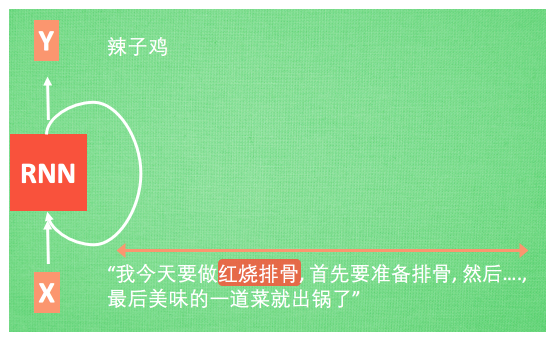 Y
辣子鸡
RNN
X
“我今天要做红烧排骨, 首先要准备排骨, 然后....,
最后美味的一道菜就出锅了”